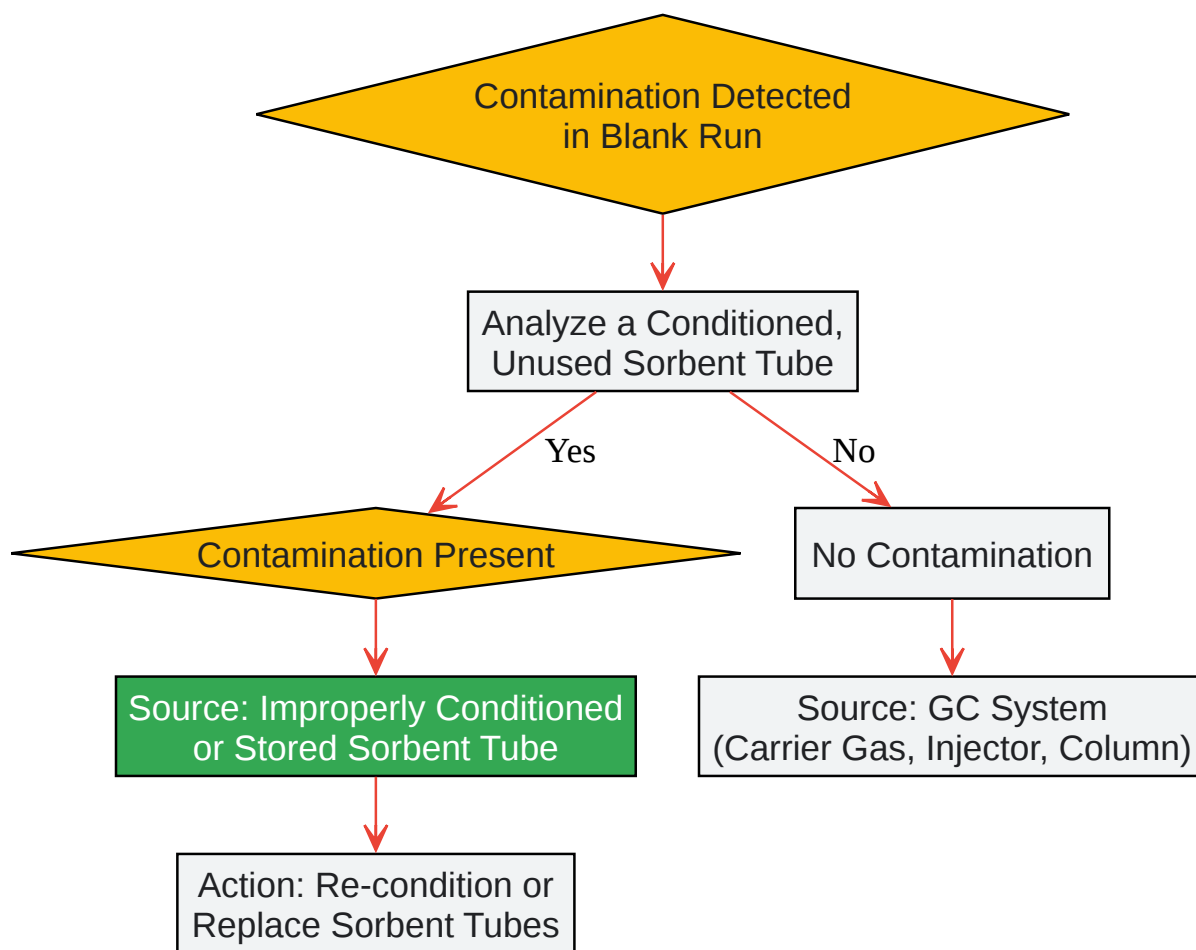 Contamination Detected
in Blank Run
Analyze a Conditioned,
Unused Sorbent Tube
Yes
No
Contamination Present
No Contamination
Source: Improperly Conditioned
or Stored Sorbent Tube
Source: GC System
(Carrier Gas, Injector, Column)
Action: Re-condition or
Replace Sorbent Tubes